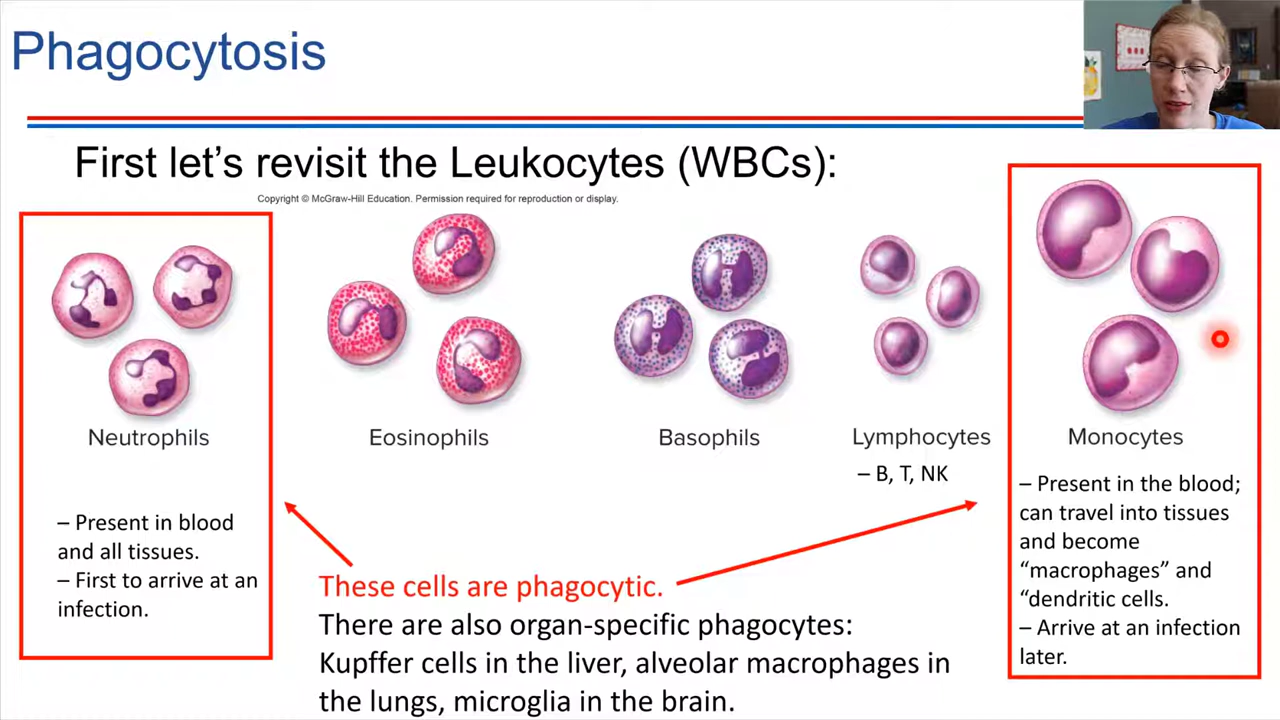 Phagocytosis
First let’s revisit the Leukocytes (WBCs):
Copyright © McGraw-Hill Education. Permission required for reproduction or display.
Neutrophils
Eosinophils
Basophils
Lymphocytes
Monocytes
– B, T, NK
– Present in blood
and all tissues.
– First to arrive at an
infection.
– Present in the blood;
can travel into tissues
and become
“macrophages” and
“dendritic cells.
– Arrive at an infection
later.
These cells are phagocytic.
There are also organ-specific phagocytes:
Kupffer cells in the liver, alveolar macrophages in
the lungs, microglia in the brain.